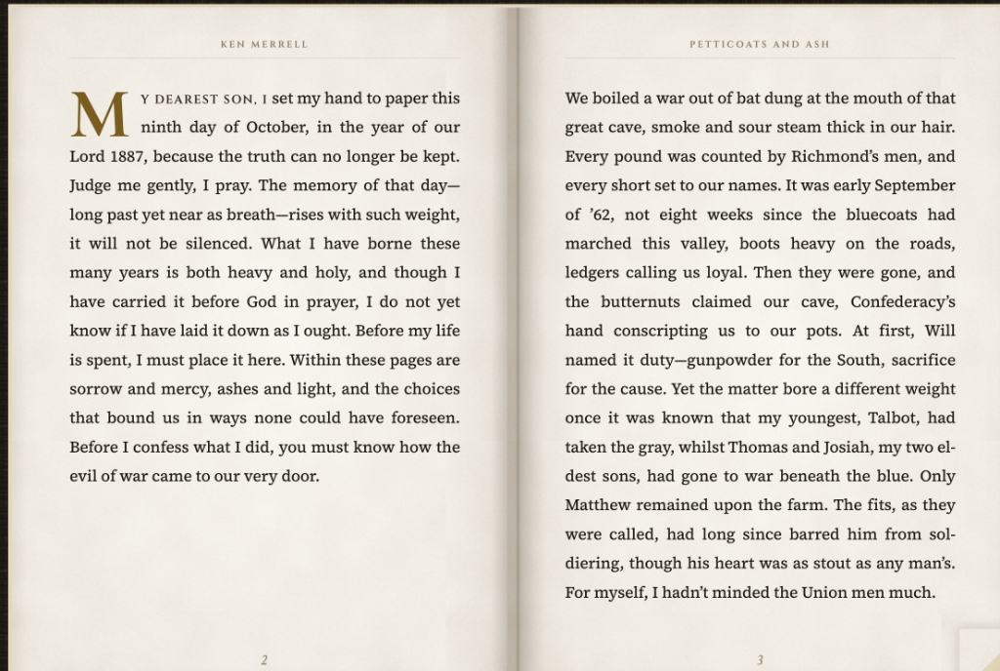 KEN MERRELL
MY DEAREST SON, I set my hand to paper this
ninth day of October, in the year of our
Lord 1887, because the truth can no longer be kept.
Judge me gently, I pray. The memory of that day—
long past yet near as breath—rises with such weight,
it will not be silenced. What I have borne these
many years is both heavy and holy, and though I
have carried it before God in prayer, I do not yet
know if I have laid it down as I ought. Before my life
is spent, I must place it here. Within these pages are
sorrow and mercy, ashes and light, and the choices
that bound us in ways none could have foreseen.
Before I confess what I did, you must know how the
evil of war came to our very door.
2
PETTICOATS AND ASH
We boiled a war out of bat dung at the mouth of that
great cave, smoke and sour steam thick in our hair.
Every pound was counted by Richmond’s men, and
every short set to our names. It was early September
of ’62, not eight weeks since the bluecoats had
marched this valley, boots heavy on the roads,
ledgers calling us loyal. Then they were gone, and
the butternuts claimed our cave, Confederacy’s
hand conscripting us to our pots. At first, Will
named it duty—gunpowder for the South, sacrifice
for the cause. Yet the matter bore a different weight
once it was known that my youngest, Talbot, had
taken the gray, whilst Thomas and Josiah, my two el-
dest sons, had gone to war beneath the blue. Only
Matthew remained upon the farm. The fits, as they
were called, had long since barred him from sol-
diering, though his heart was as stout as any man’s.
For myself, I hadn’t minded the Union men much.
3